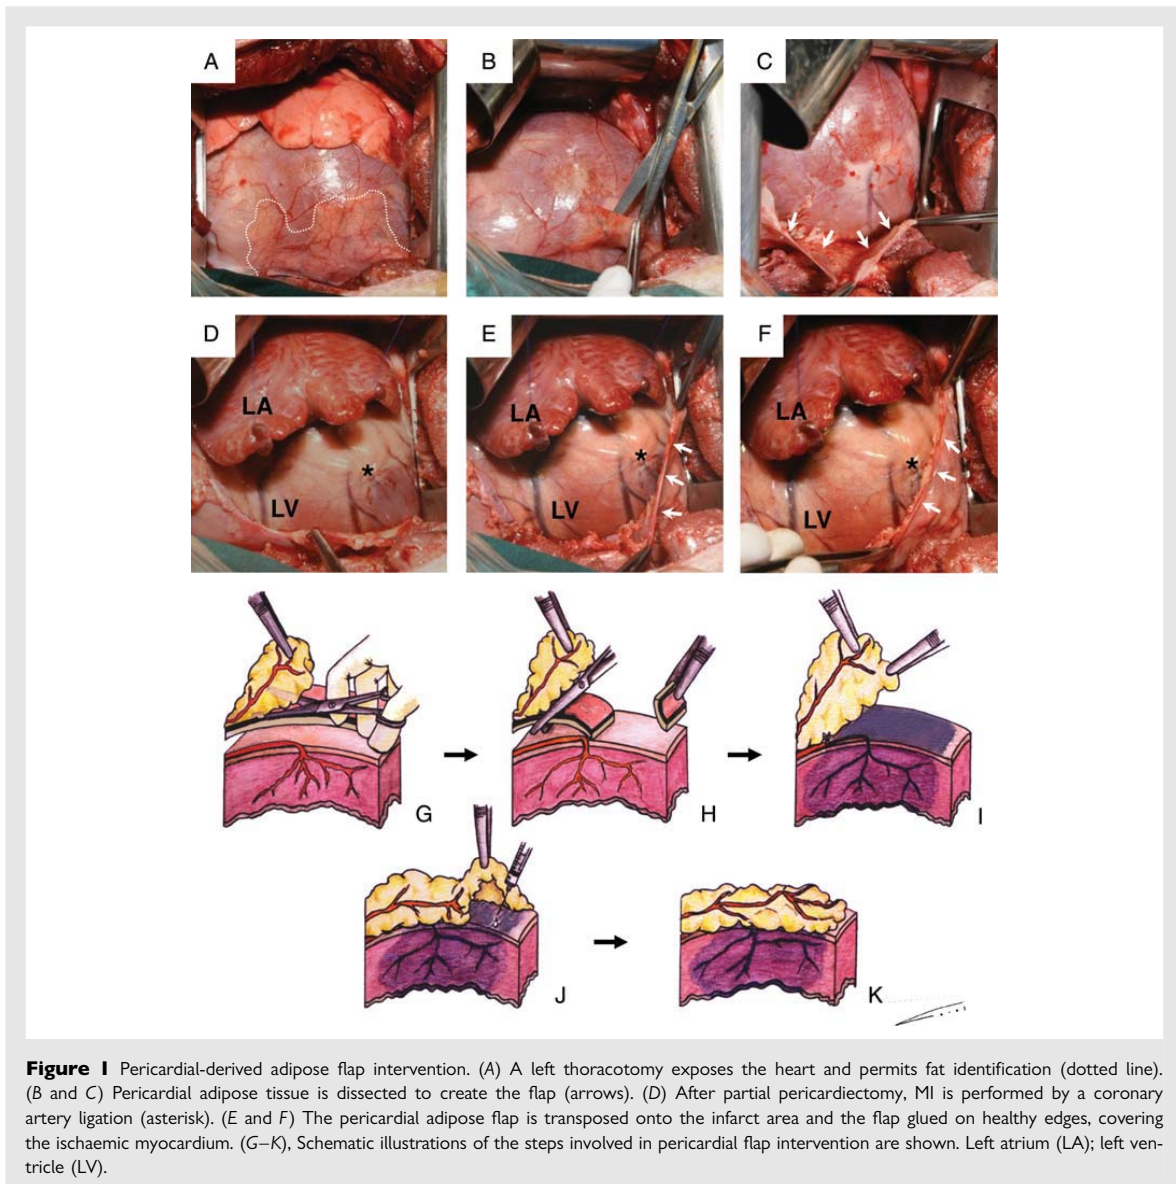 A
B
C
D
LA
*
LV
E
LA
*
LV
F
LA
*
LV
G
H
I
J
K
Figure 1 Pericardial-derived adipose flap intervention. (A) A left thoracotomy exposes the heart and permits fat identification (dotted line).
(B and C) Pericardial adipose tissue is dissected to create the flap (arrows). (D) After partial pericardiectomy, MI is performed by a coronary
artery ligation (asterisk). (E and F) The pericardial adipose flap is transposed onto the infarct area and the flap glued on healthy edges, covering
the ischaemic myocardium. (G–K), Schematic illustrations of the steps involved in pericardial flap intervention are shown. Left atrium (LA); left ven-
tricle (LV).